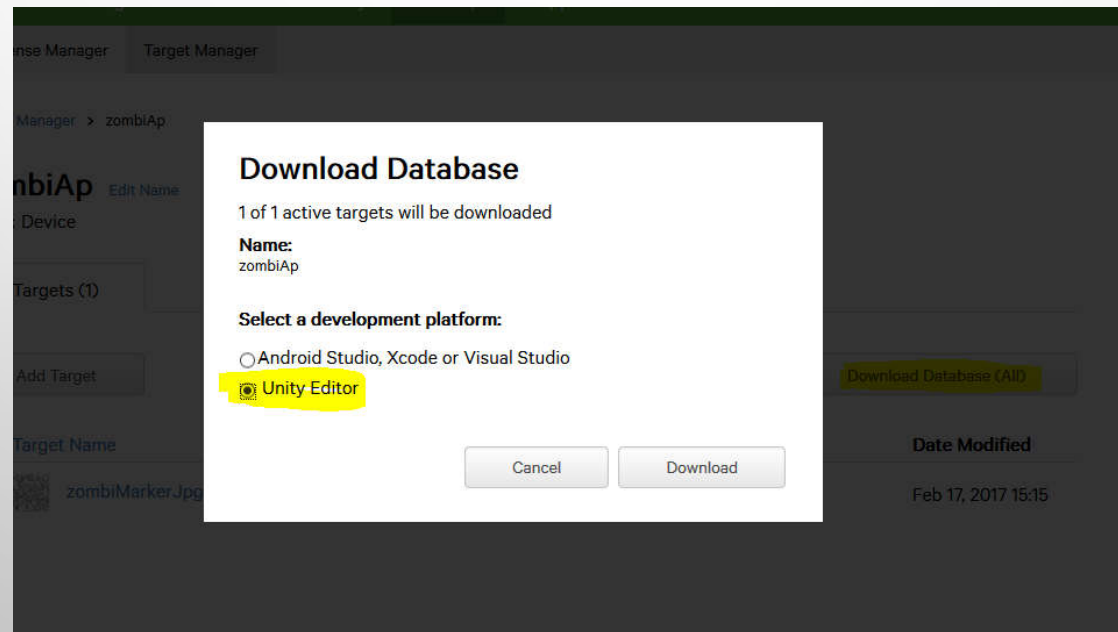 nse Manager Target Manager
Manager > zombiAp
mbiAp Edit Name
: Device
Targets (1)
Add Target
Download Database (All)
Target Name
Date Modified
zombiMarkerJpg
Feb 17, 2017 15:15
Download Database
1 of 1 active targets will be downloaded
Name:
zombiAp
Select a development platform:
Android Studio, Xcode or Visual Studio
Unity Editor
Cancel Download